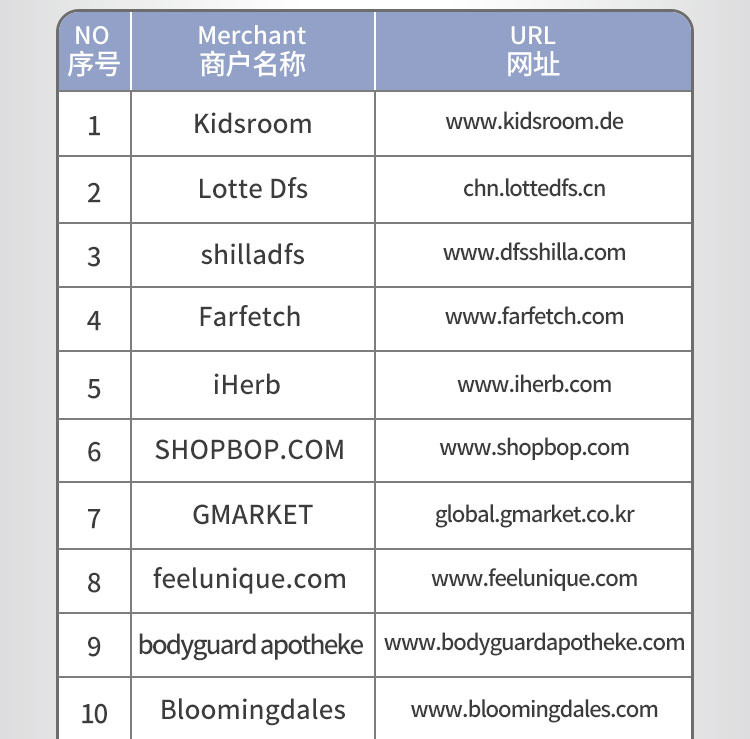 NO Merchant URL
序号 商户名称 网址
1 Kidsroom www.kidsroom.de
2 Lotte Dfs chn.lottedfs.cn
3 shilladfs www.dfsshilla.com
4 Farfetch www.farfetch.com
5 iHerb www.iherb.com
6 SHOPBOP.COM www.shopbop.com
7 GMARKET global.gmarket.co.kr
8 feelunique.com www.feelunique.com
9 bodyguard apotheke www.bodyguardapotheke.com
10 Bloomingdales www.bloomingdales.com